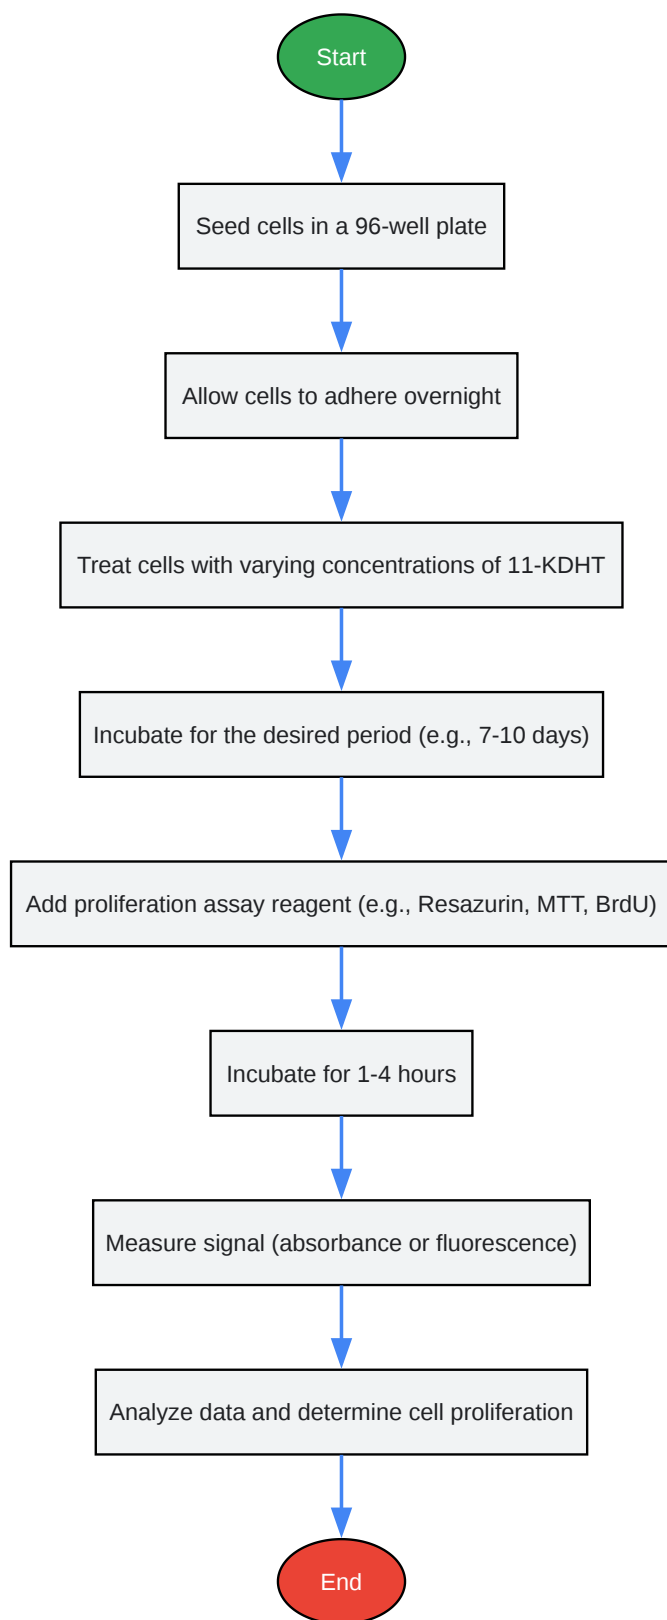 Start
Seed cells in a 96-well plate
Allow cells to adhere overnight
Treat cells with varying concentrations of 11-KDHT
Incubate for the desired period (e.g., 7-10 days)
Add proliferation assay reagent (e.g., Resazurin, MTT, BrdU)
Incubate for 1-4 hours
Measure signal (absorbance or fluorescence)
Analyze data and determine cell proliferation
End